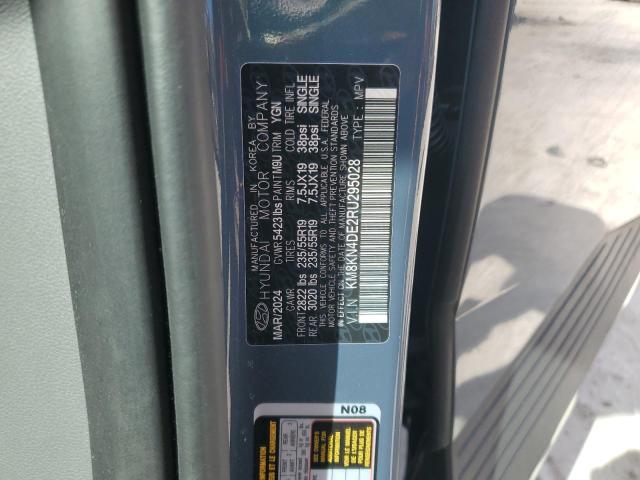 MANUFACTURED IN KOREA BY
HYUNDAI MOTOR COMPANY
MAR/2024 GVWR 5423 lbs PAINT M9U TRIM YGN
GAWR TIRES RIMS COLD TIRE INFL
FRONT 2822 lbs 235/55R19 7.5JX19 38psi SINGLE
REAR 3020 lbs 235/55R19 7.5JX19 38psi SINGLE
THIS VEHICLE CONFORMS TO ALL APPLICABLE U.S.A. FEDERAL
MOTOR VEHICLE SAFETY AND THEFT PREVENTION STANDARDS
IN EFFECT ON THE DATE OF MANUFACTURE SHOWN ABOVE
V.I.N KM8KN4DE2RU295028 TYPE : MPV
N08